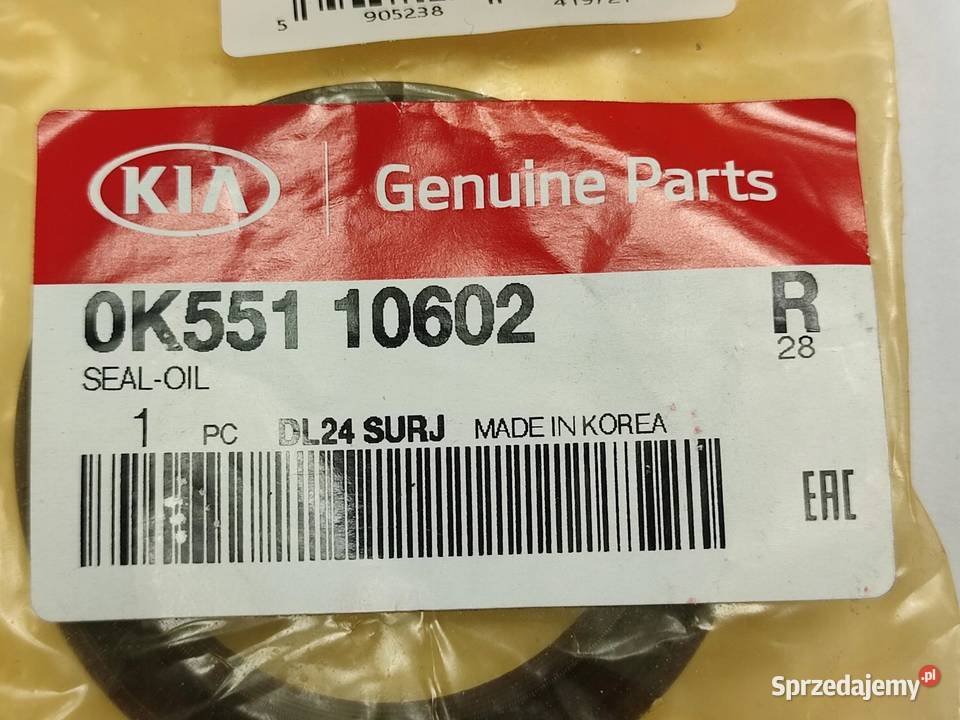 5 905238
KIA Genuine Parts
0K551 10602 R
28
SEAL-OIL
1 PC DL24 SURJ MADE IN KOREA
EAC
Sprzedajemy.pl